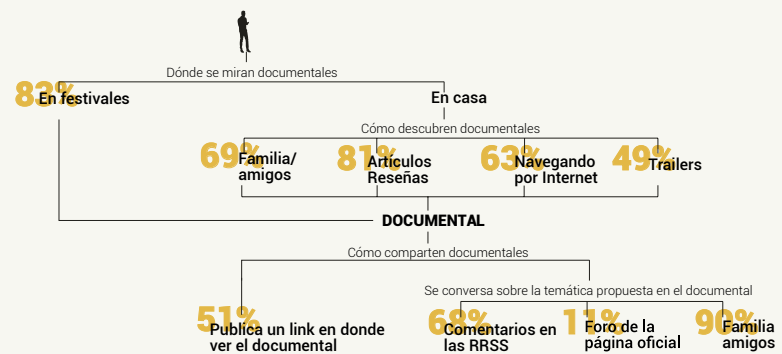 Dónde se miran documentales
83%
En festivales
En casa
Cómo descubren documentales
69%
Familia/
amigos
81%
Artículos
Reseñas
63%
Navegando
por Internet
49%
Trailers
DOCUMENTAL
Cómo comparten documentales
Se conversa sobre la temática propuesta en el documental
51%
Publica un link en donde
ver el documental
68%
Comentarios en
las RRSS
11%
Foro de la
página oficial
90%
Familia
amigos